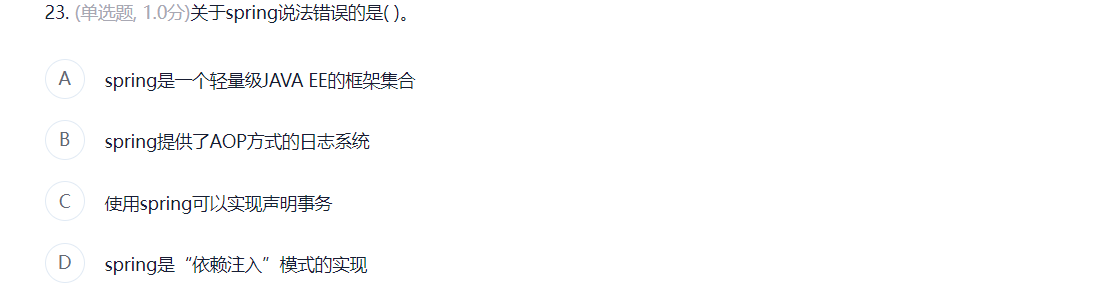 23. (单选题, 1.0分)关于spring说法错误的是( )。
A spring是一个轻量级JAVA EE的框架集合
B spring提供了AOP方式的日志系统
C 使用spring可以实现声明事务
D spring是“依赖注入”模式的实现